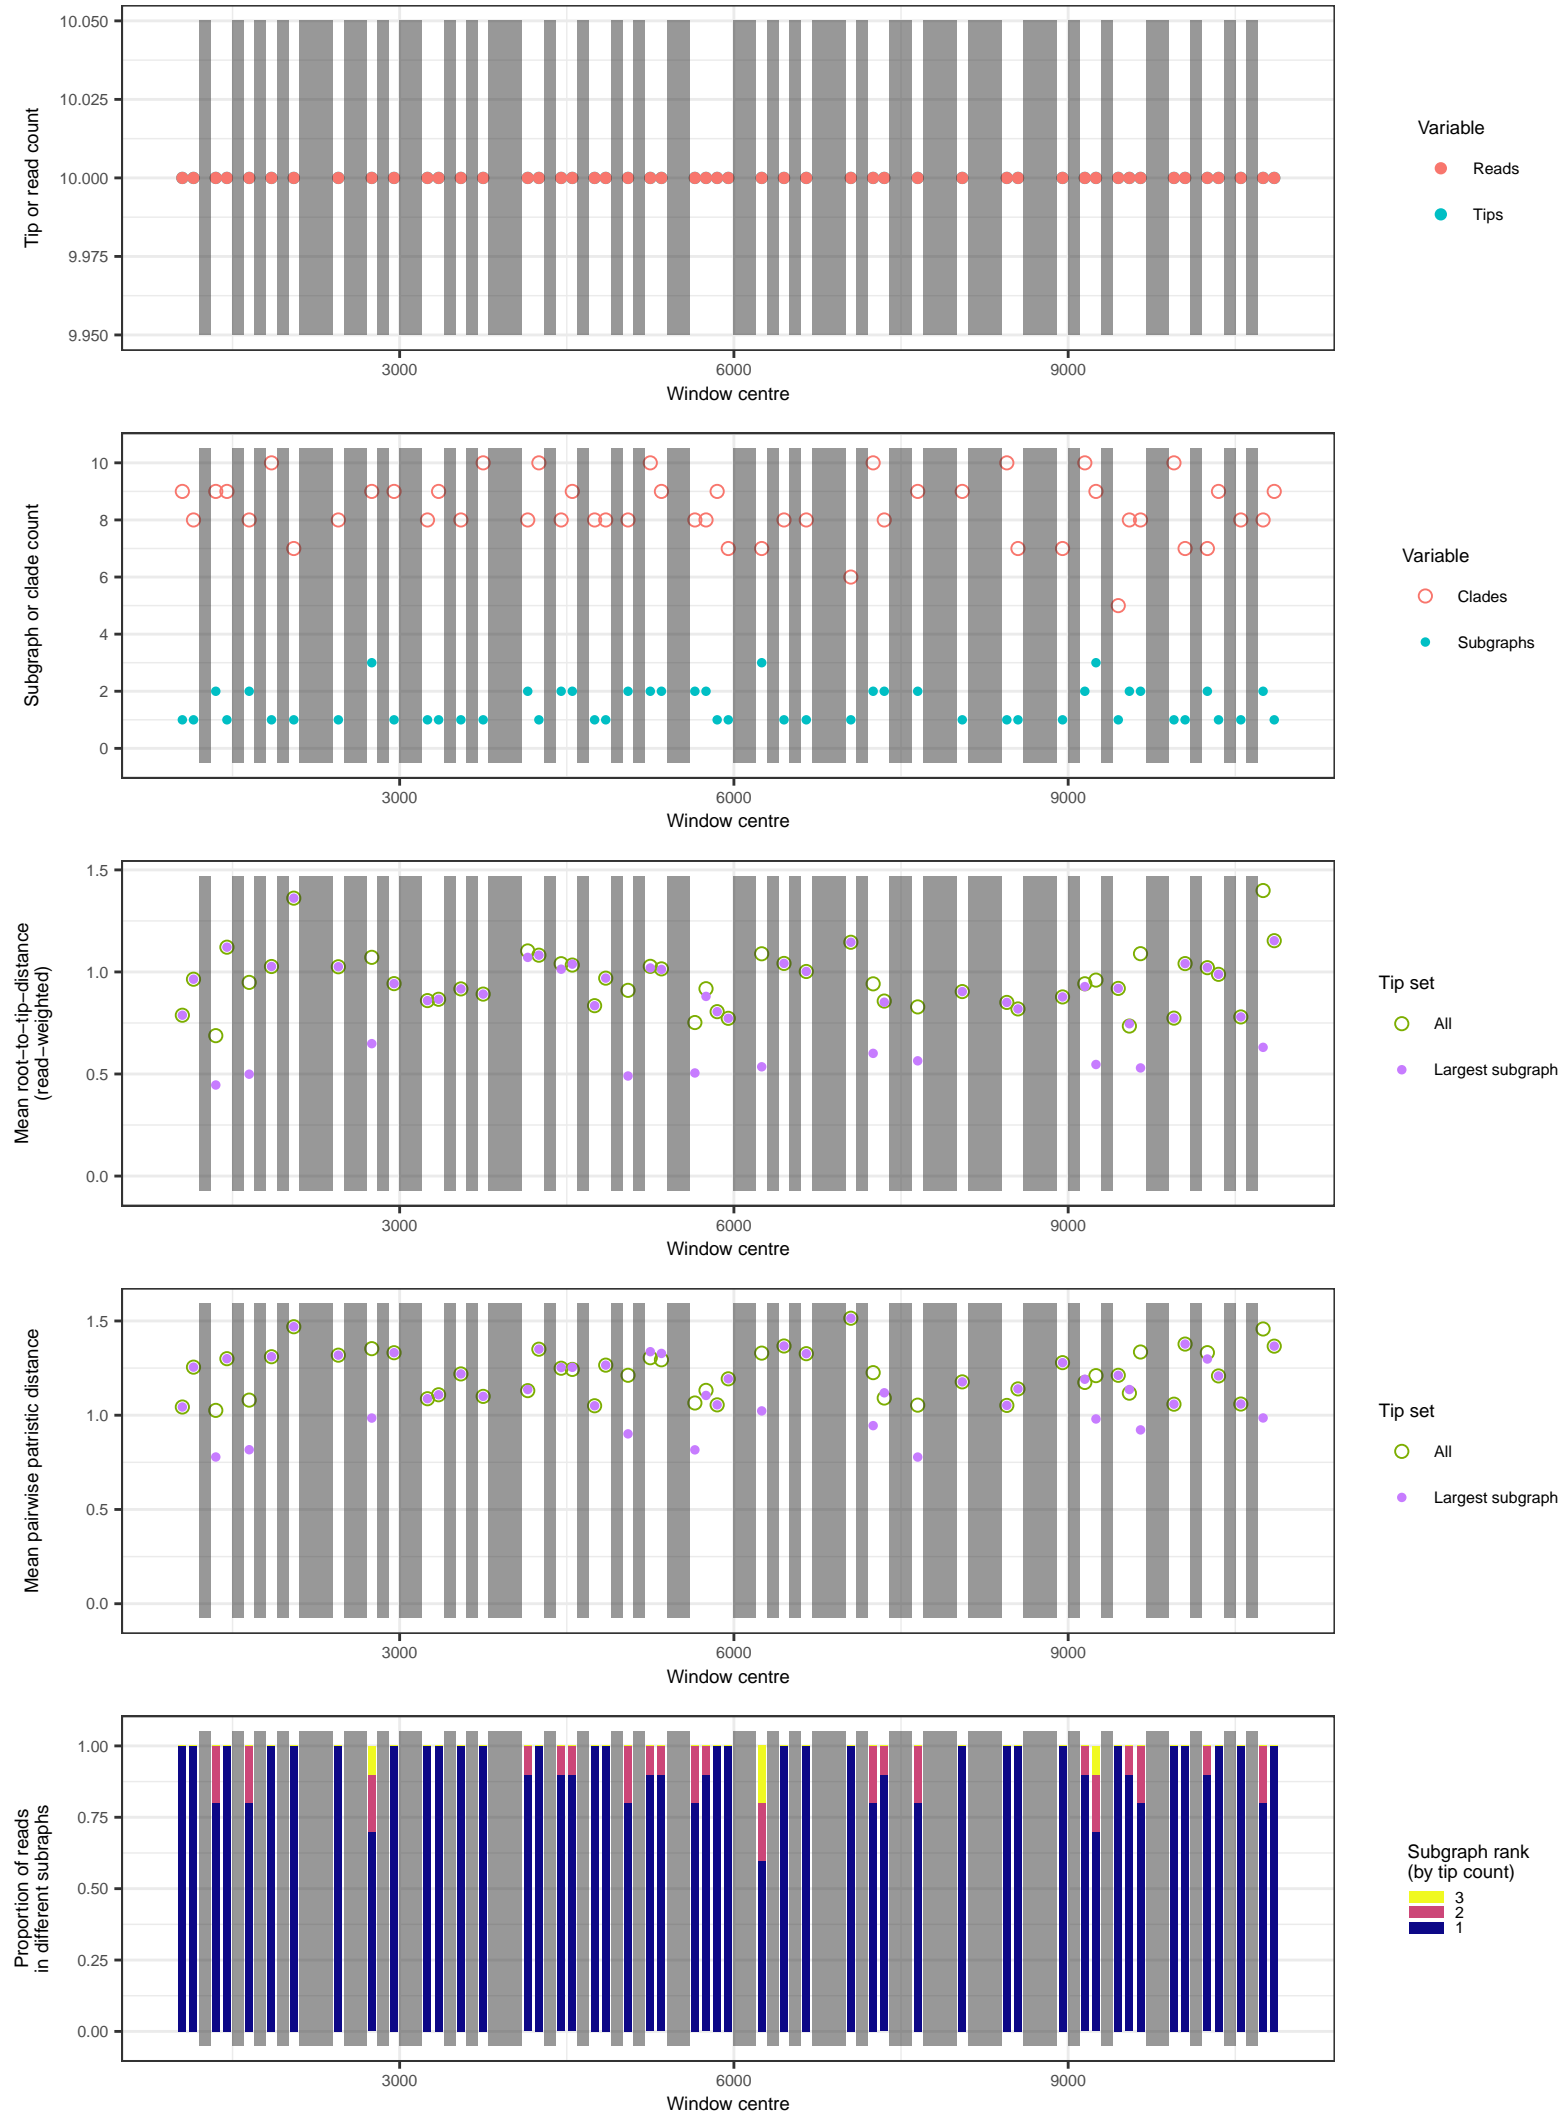 10.050
10.025
10.000
9.975
9.950
Tip or read count
3000
6000
9000
Window centre
Variable
Reads
Tips
10
8
6
4
2
0
Subgraph or clade count
3000
6000
9000
Window centre
Variable
Clades
Subgraphs
1.5
1.0
0.5
0.0
Mean root−to−tip−distance
(read−weighted)
3000
6000
9000
Window centre
Tip set
All
Largest subgraph
1.5
1.0
0.5
0.0
Mean pairwise patristic distance
3000
6000
9000
Window centre
Tip set
All
Largest subgraph
1.00
0.75
0.50
0.25
0.00
Proportion of reads
in different subraphs
3000
6000
9000
Window centre
Subgraph rank
(by tip count)
3
2
1